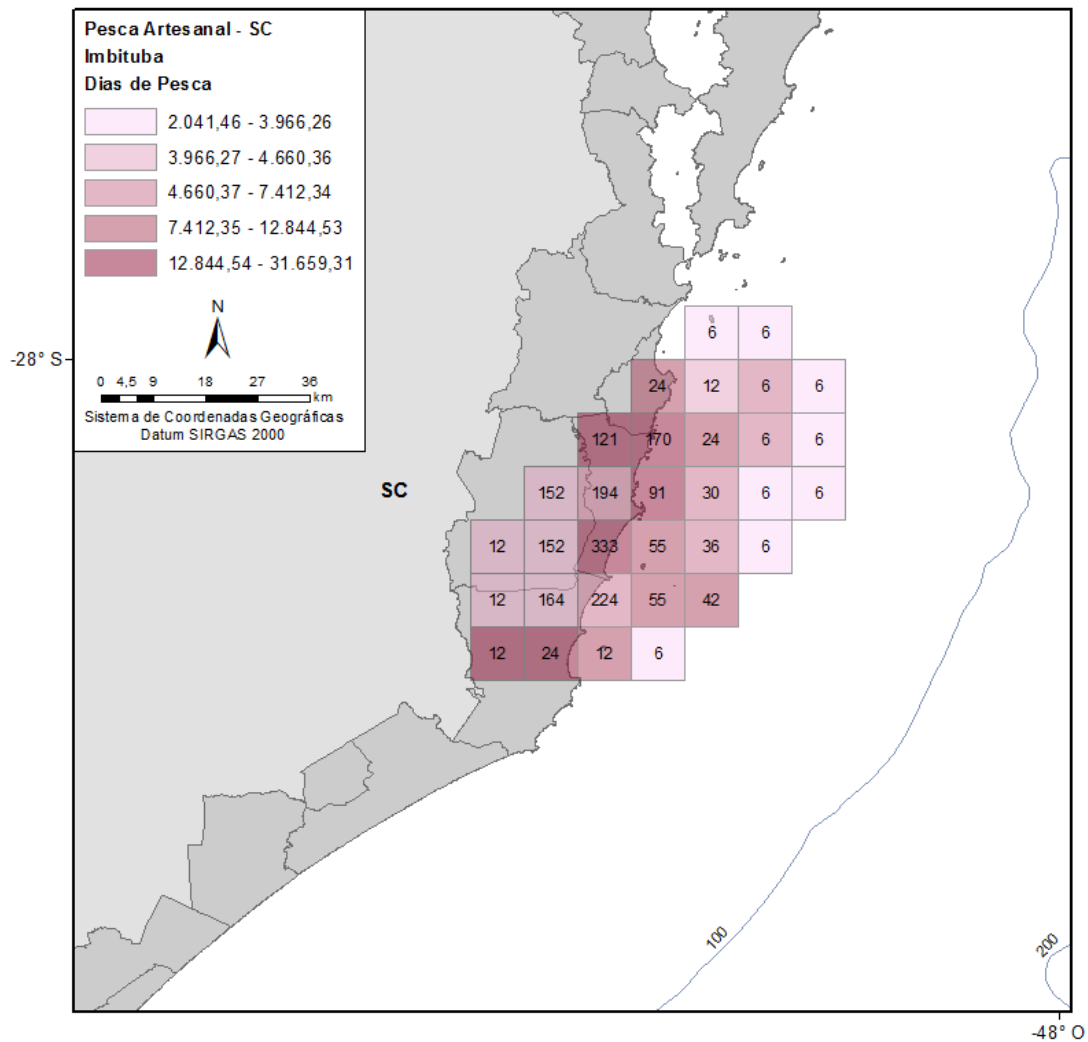 Pesca Artesanal - SC
Imbituba
Dias de Pesca
2.041,46 - 3.966,26
3.966,27 - 4.660,36
4.660,37 - 7.412,34
7.412,35 - 12.844,53
12.844,54 - 31.659,31
N
0 4,5 9 18 27 36
km
Sistema de Coordenadas Geográficas
Datum SIRGAS 2000
-28° S
SC
6 6
24 12 6 6
121 170 24 6 6
152 194 91 30 6 6
12 152 333 55 36 6
12 164 224 55 42
12 24 12 6
100
200
-48° O